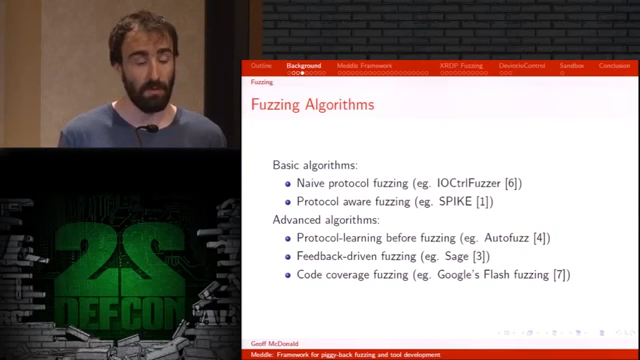 Outline Background Meddle Framework XRDP Fuzzing DeviceIoControl Sandbox Conclusion
Fuzzing
Fuzzing Algorithms
Basic algorithms:
Naive protocol fuzzing (eg. IOCtrlFuzzer [6])
Protocol aware fuzzing (eg. SPIKE [1])
Advanced algorithms:
Protocol-learning before fuzzing (eg. Autofuzz [4])
Feedback-driven fuzzing (eg. Sage [3])
Code coverage fuzzing (eg. Google's Flash fuzzing [7])
Geoff McDonald
Meddle: Framework for piggy-back fuzzing and tool development
22
DEFCON